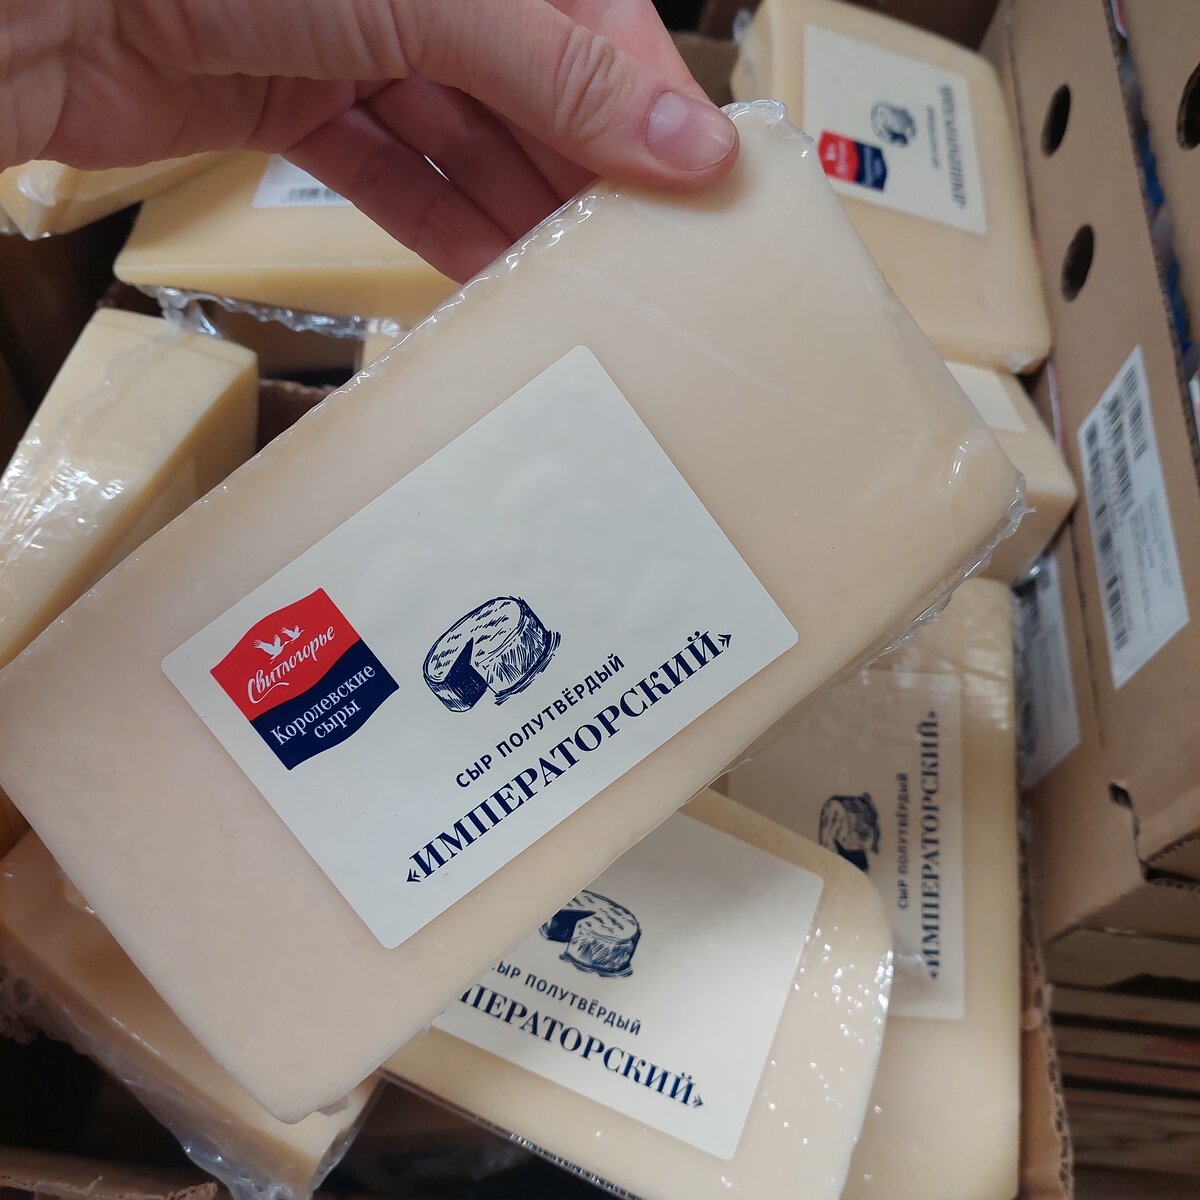 Свитлогорье
Королевские
сыры
СЫР ПОЛУТВЁРДЫЙ
«ИМПЕРАТОРСКИЙ»
СЫР ПОЛУТВЁРДЫЙ
«ИМПЕРАТОРСКИЙ»
СЫР ПОЛУТВЁРДЫЙ
ПЕРАТОРСКИЙ»